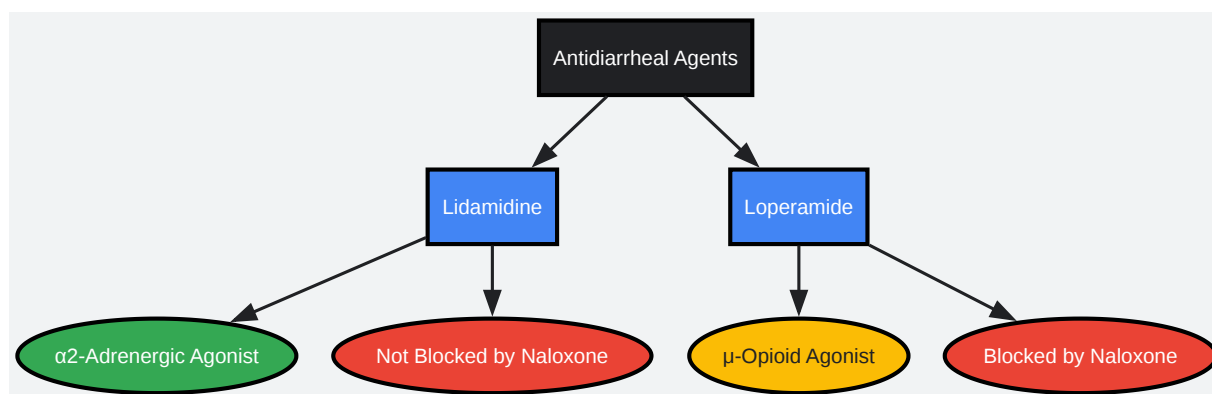 Antidiarrheal Agents
Lidamidine
Loperamide
α2-Adrenergic Agonist
Not Blocked by Naloxone
μ-Opioid Agonist
Blocked by Naloxone